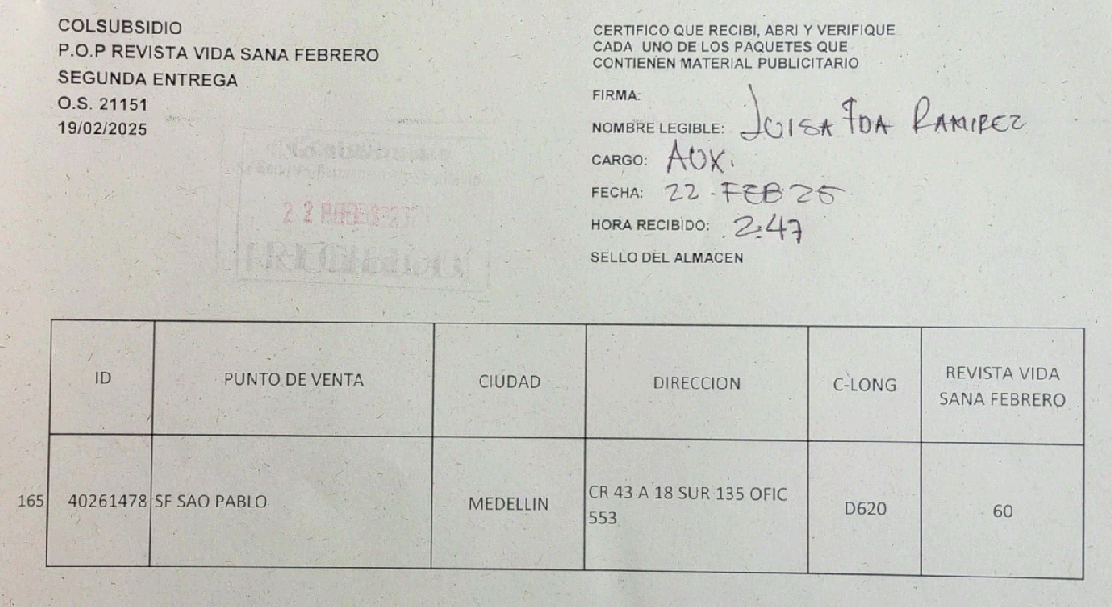 COLSUBSIDIO
P.O.P REVISTA VIDA SANA FEBRERO
SEGUNDA ENTREGA
O.S. 21151
19/02/2025
CERTIFICO QUE RECIBI, ABRI Y VERIFIQUE
CADA UNO DE LOS PAQUETES QUE
CONTIENEN MATERIAL PUBLICITARIO
FIRMA:
NOMBRE LEGIBLE: LUISA FDA RAMIREZ
CARGO: AUX.
FECHA: 22 FEB 25
HORA RECIBIDO: 2:47
SELLO DEL ALMACEN
ID PUNTO DE VENTA CIUDAD DIRECCION C-LONG REVISTA VIDA
SANA FEBRERO
165 40261478 SF SAO PABLO MEDELLIN CR 43 A 18 SUR 135 OFIC D620 60
553